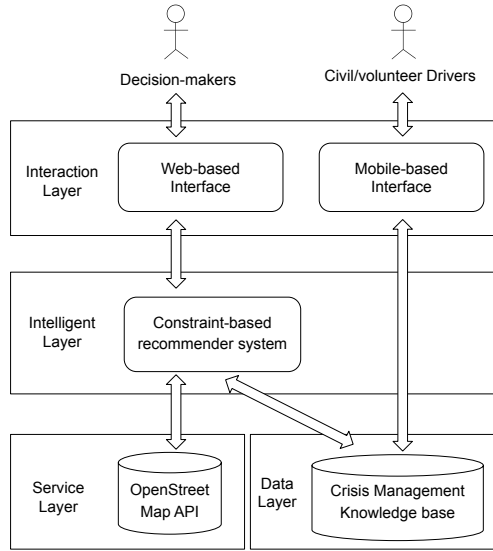 Decision-makers
Civil/volunteer Drivers
Interaction
Layer
Web-based
Interface
Mobile-based
Interface
Intelligent
Layer
Constraint-based
recommender system
Service
Layer
OpenStreet
Map API
Data
Layer
Crisis Management
Knowledge base